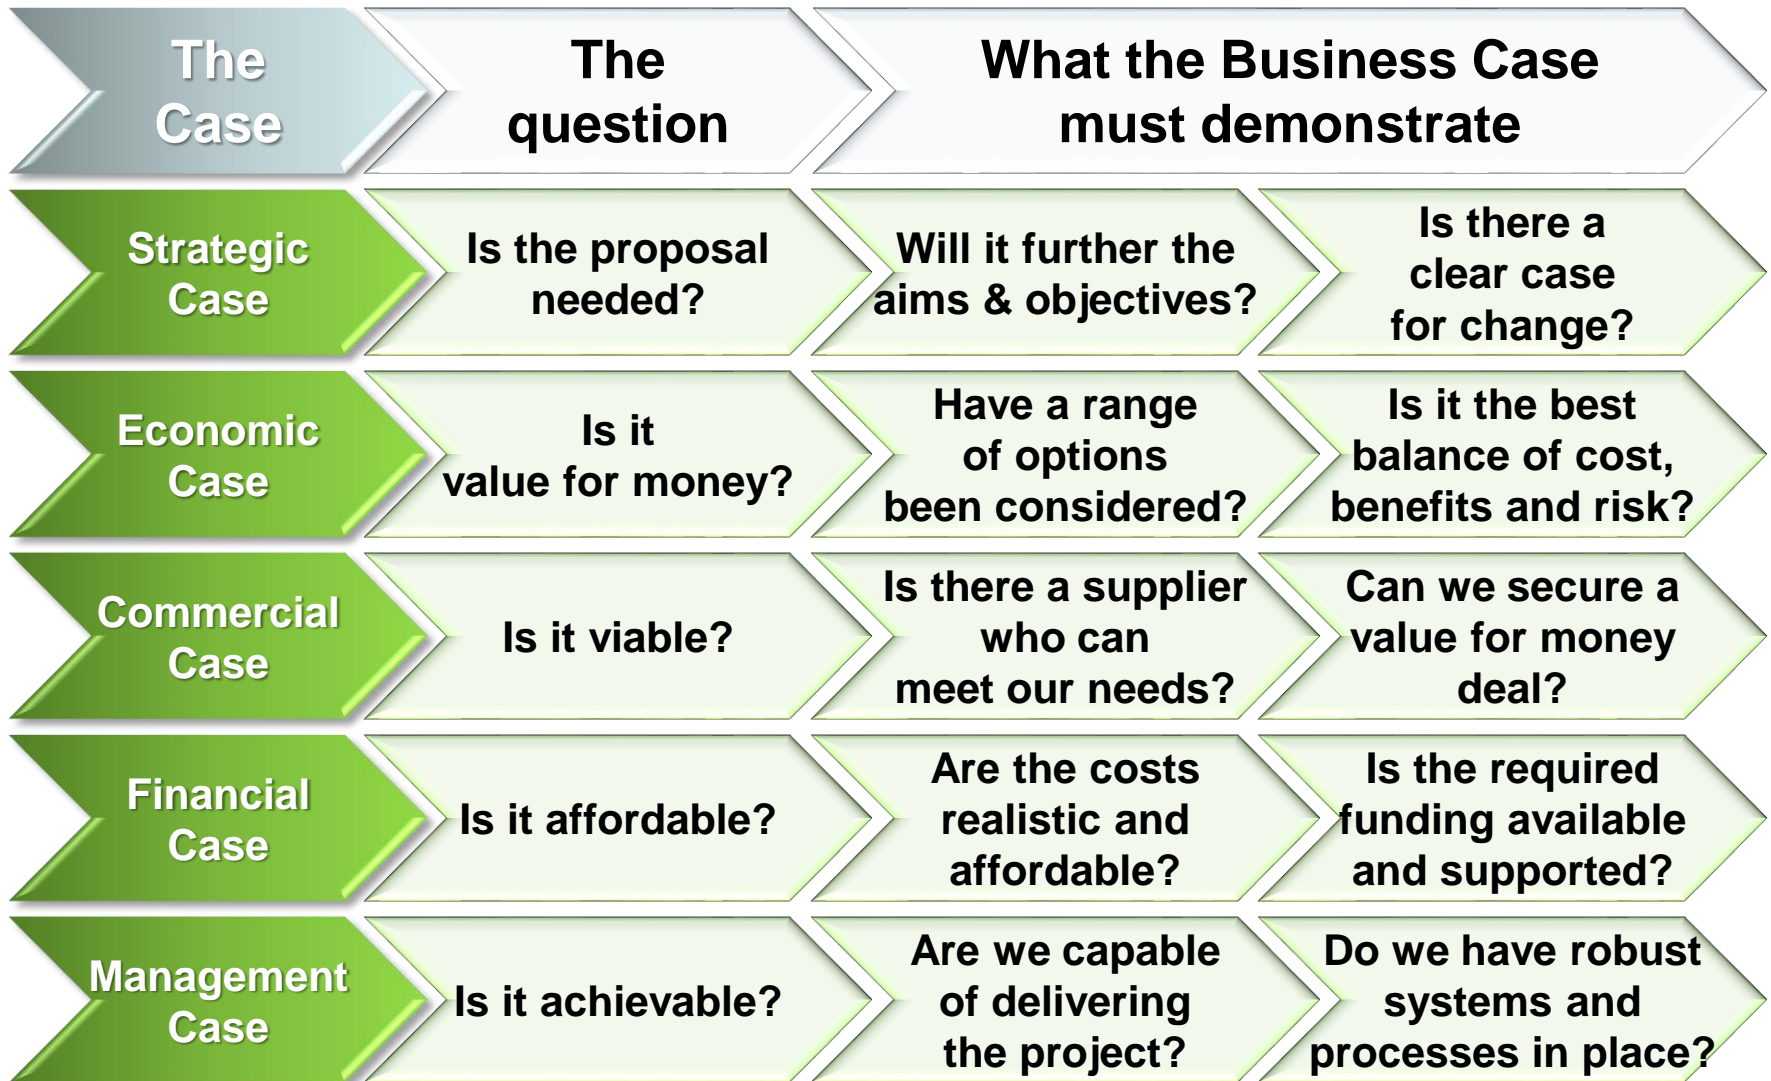 The
Case
The
question
What the Business Case
must demonstrate
Strategic
Case
Is the proposal
needed?
Will it further the
aims & objectives?
Is there a
clear case
for change?
Economic
Case
Is it
value for money?
Have a range
of options
been considered?
Is it the best
balance of cost,
benefits and risk?
Commercial
Case
Is it viable?
Is there a supplier
who can
meet our needs?
Can we secure a
value for money
deal?
Financial
Case
Is it affordable?
Are the costs
realistic and
affordable?
Is the required
funding available
and supported?
Management
Case
Is it achievable?
Are we capable
of delivering
the project?
Do we have robust
systems and
processes in place?